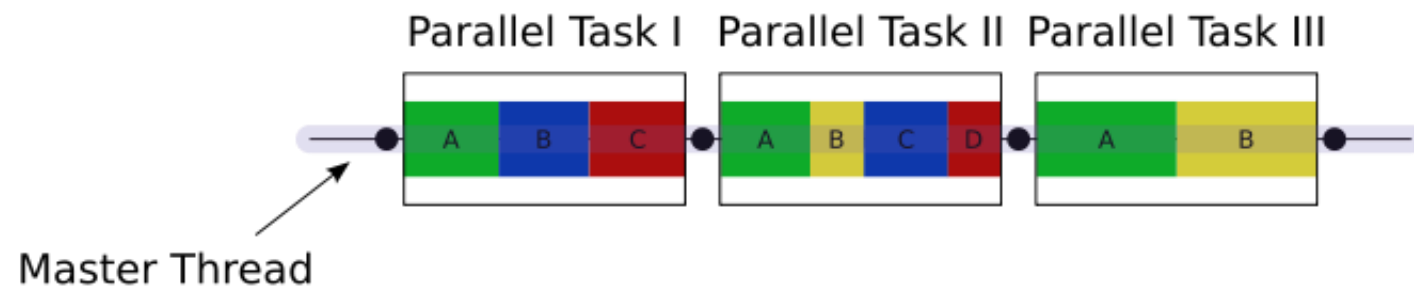 Parallel Task I Parallel Task II Parallel Task III
A B C A B C D A B
Master Thread